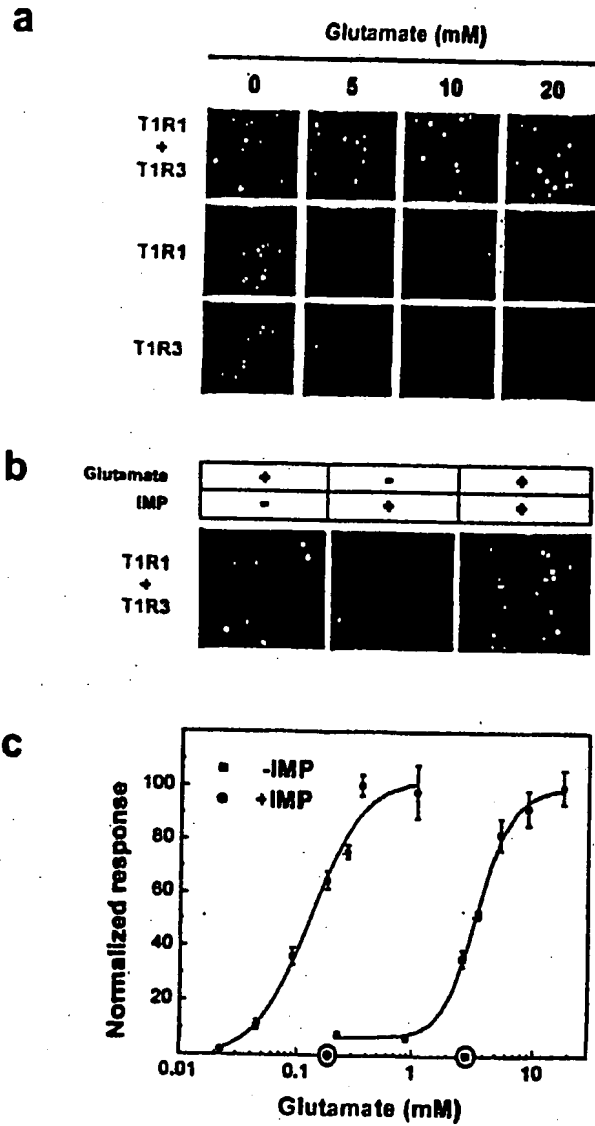 a
Glutamate (mM)
0 5 10 20
T1R1
+
T1R3
T1R1
T1R3
b
Glutamate + - +
IMP - + +
T1R1
+
T1R3
c
-IMP
+IMP
100
80
60
40
20
Normalized response
0.01 0.1 1 10
Glutamate (mM)